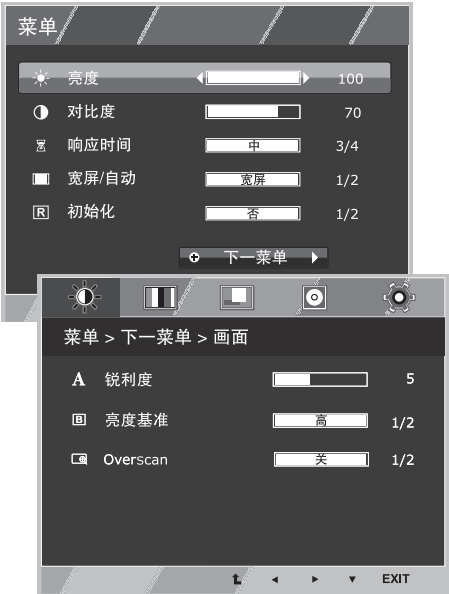 菜单
亮度 100
对比度 70
响应时间 中 3/4
宽屏/自动 宽屏 1/2
R 初始化 否 1/2
下一菜单
菜单 > 下一菜单 > 画面
A 锐利度 5
B 亮度基准 高 1/2
Overscan 关 1/2
EXIT